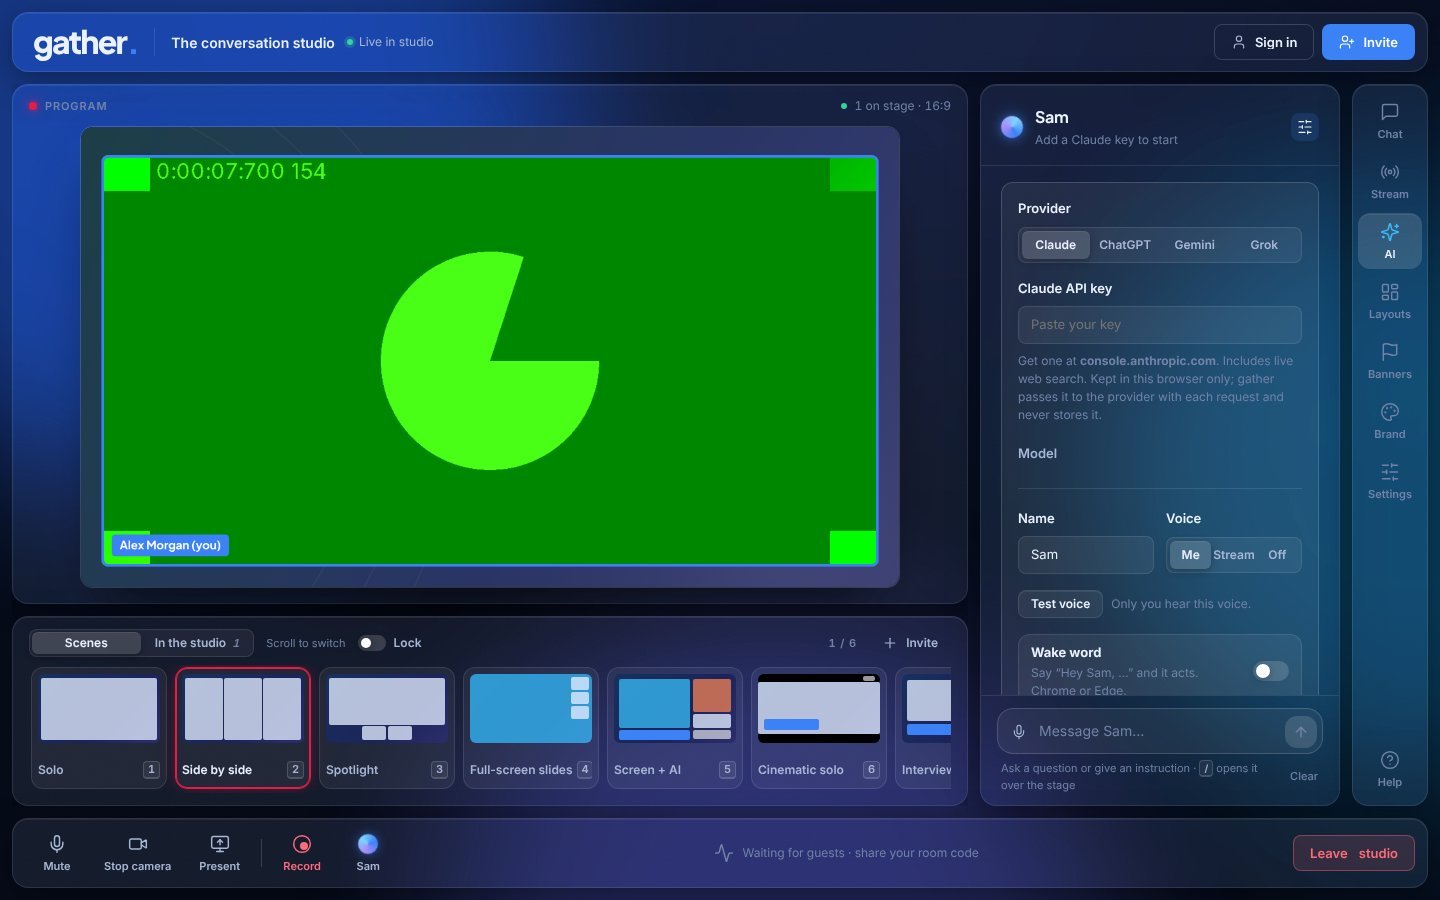 gather.
The conversation studio
Live in studio
Sign in
Invite
PROGRAM
1 on stage · 16:9
0:00:07:700 154
Alex Morgan (you)
Scenes
In the studio 1
Scroll to switch
Lock
1 / 6
Invite
Solo
1
Side by side
2
Spotlight
3
Full-screen slides
4
Screen + AI
5
Cinematic solo
6
Interview
Sam
Add a Claude key to start
Provider
Claude
ChatGPT
Gemini
Grok
Claude API key
Paste your key
Get one at console.anthropic.com. Includes live
web search. Kept in this browser only; gather
passes it to the provider with each request and
never stores it.
Model
Name
Voice
Sam
Me
Stream
Off
Test voice
Only you hear this voice.
Wake word
Say “Hey Sam, …” and it acts.
Chrome or Edge.
Message Sam…
Ask a question or give an instruction · / opens it
over the stage
Clear
Chat
Stream
AI
Layouts
Banners
Brand
Settings
Help
Mute
Stop camera
Present
Record
Sam
Waiting for guests · share your room code
Leave studio